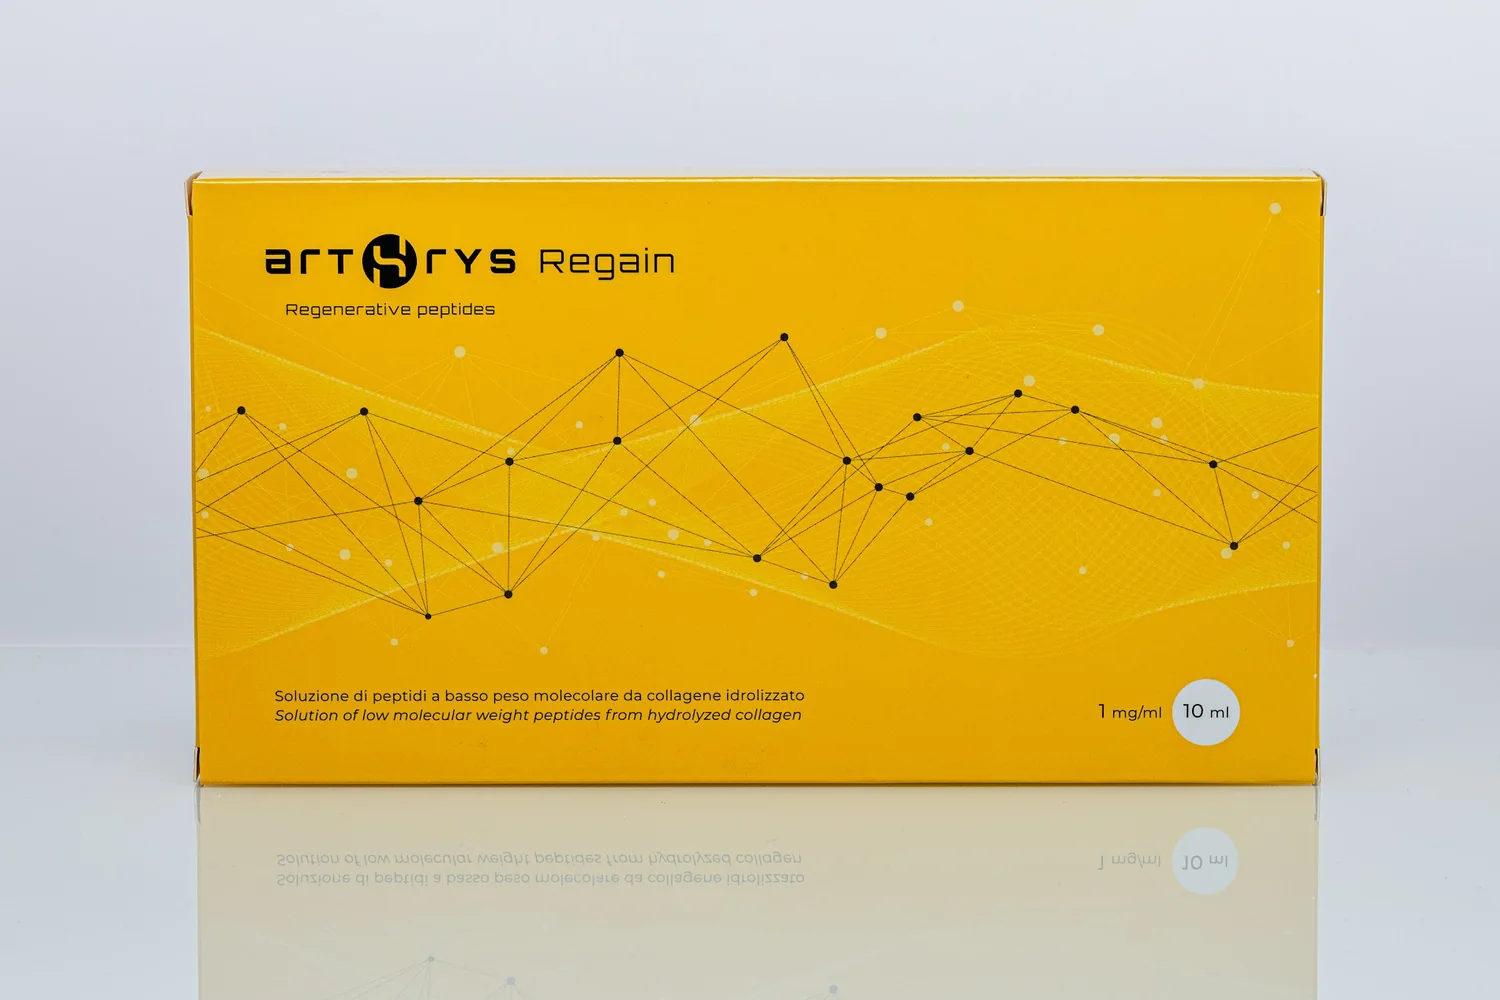 artHrys Regain
Regenerative peptides
Soluzione di peptidi a basso peso molecolare da collagene idrolizzato
Solution of low molecular weight peptides from hydrolyzed collagen
1 mg/ml 10 ml